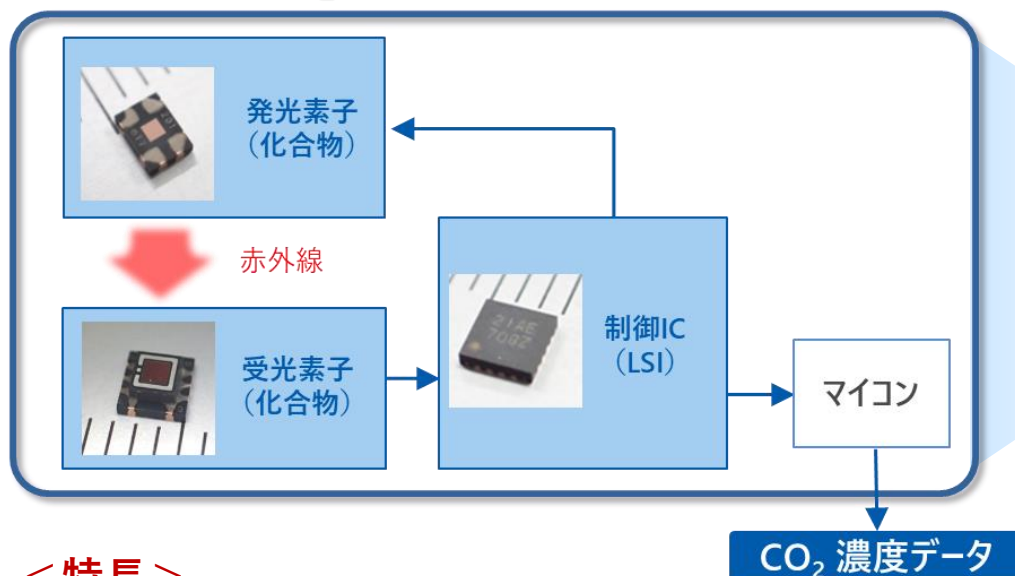 発光素子
（化合物）
赤外線
受光素子
（化合物）
21AE
制御IC
（LSI）
マイコン
CO₂ 濃度データ
＜特長＞